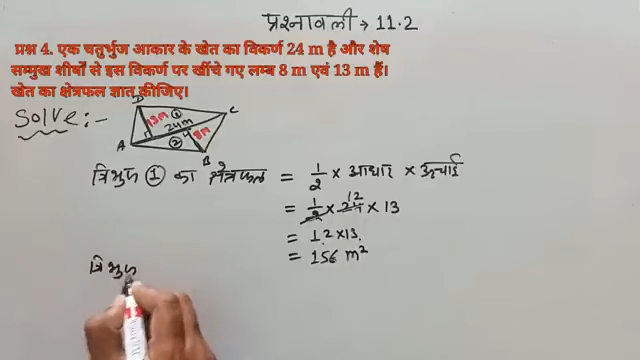 प्रश्नावली → 11.2
प्रश्न 4. एक चतुर्भुज आकार के खेत का विकर्ण 24 m है और शेष
सम्मुख शीर्षों से इस विकर्ण पर खींचे गए लम्ब 8 m एवं 13 m हैं।
खेत का क्षेत्रफल ज्ञात कीजिए।
Solve:-
D
C
13m
①
24m
8m
②
A
B
त्रिभुज ① का क्षेत्रफल = 1/2 × आधार × ऊचाई
= 1/2 × 24 × 13
12
= 12×13
= 156 m²
त्रिभुज